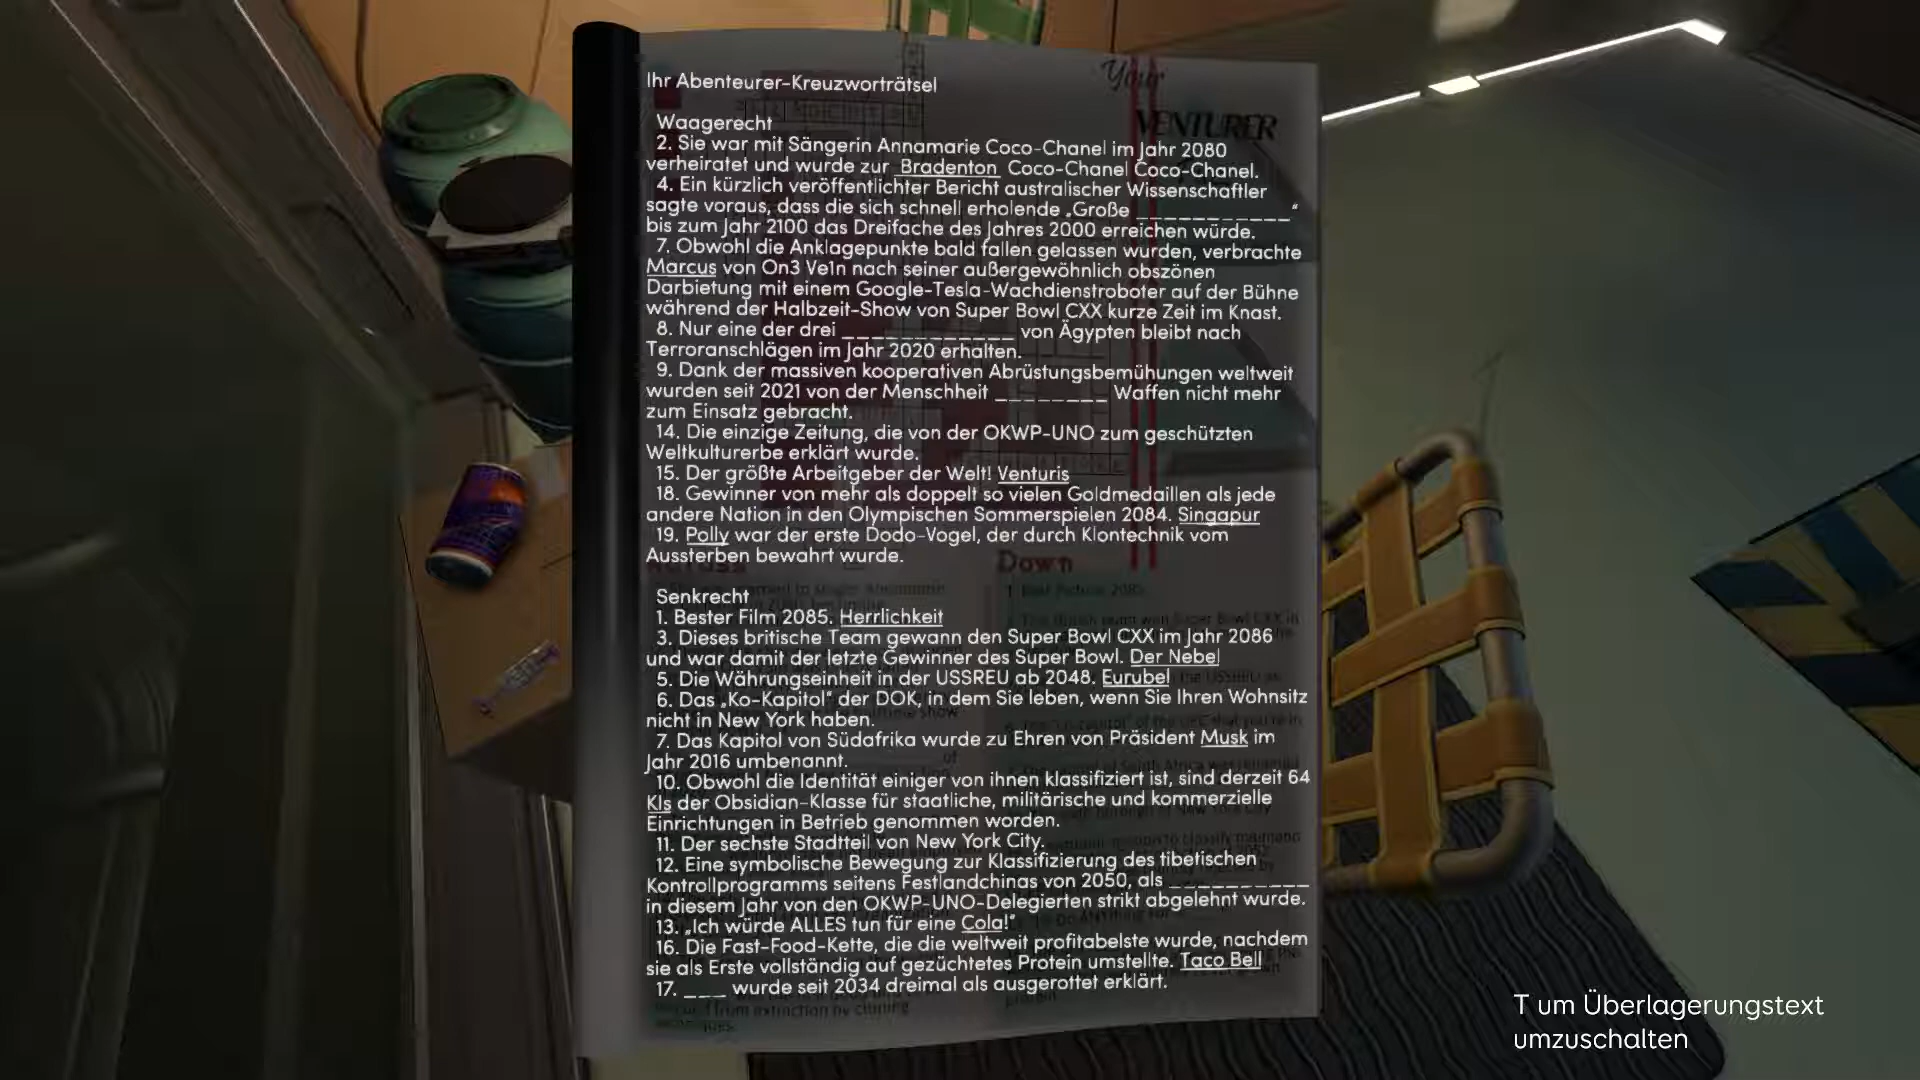 Your
VENTURER
Ihr Abenteurer-Kreuzworträtsel
Waagerecht
2. Sie war mit Sängerin Annamarie Coco-Chanel im Jahr 2080
verheiratet und wurde zur Bradenton Coco-Chanel Coco-Chanel.
4. Ein kürzlich veröffentlichter Bericht australischer Wissenschaftler
sagte voraus, dass die sich schnell erholende „Große ___________“
bis zum Jahr 2100 das Dreifache des Jahres 2000 erreichen würde.
7. Obwohl die Anklagepunkte bald fallen gelassen wurden, verbrachte
Marcus von On3 Ve1n nach seiner außergewöhnlich obszönen
Darbietung mit einem Google-Tesla-Wachdienstroboter auf der Bühne
während der Halbzeit-Show von Super Bowl CXX kurze Zeit im Knast.
8. Nur eine der drei ____________ von Ägypten bleibt nach
Terroranschlägen im Jahr 2020 erhalten.
9. Dank der massiven kooperativen Abrüstungsbemühungen weltweit
wurden seit 2021 von der Menschheit ________ Waffen nicht mehr
zum Einsatz gebracht.
14. Die einzige Zeitung, die von der OKWP-UNO zum geschützten
Weltkulturerbe erklärt wurde.
15. Der größte Arbeitgeber der Welt! Venturis
18. Gewinner von mehr als doppelt so vielen Goldmedaillen als jede
andere Nation in den Olympischen Sommerspielen 2084. Singapur
19. Polly war der erste Dodo-Vogel, der durch Klontechnik vom
Aussterben bewahrt wurde.
Down
Senkrecht
1. Bester Film 2085. Herrlichkeit
3. Dieses britische Team gewann den Super Bowl CXX im Jahr 2086
und war damit der letzte Gewinner des Super Bowl. Der Nebel
5. Die Währungseinheit in der USSREU ab 2048. Eurubel
6. Das „Ko-Kapitol“ der DOK, in dem Sie leben, wenn Sie Ihren Wohnsitz
nicht in New York haben.
7. Das Kapitol von Südafrika wurde zu Ehren von Präsident Musk im
Jahr 2016 umbenannt.
10. Obwohl die Identität einiger von ihnen klassifiziert ist, sind derzeit 64
KIs der Obsidian-Klasse für staatliche, militärische und kommerzielle
Einrichtungen in Betrieb genommen worden.
11. Der sechste Stadtteil von New York City.
12. Eine symbolische Bewegung zur Klassifizierung des tibetischen
Kontrollprogramms seitens Festlandchinas von 2050, als __________
in diesem Jahr von den OKWP-UNO-Delegierten strikt abgelehnt wurde.
13. „Ich würde ALLES tun für eine Cola!“
16. Die Fast-Food-Kette, die die weltweit profitabelste wurde, nachdem
sie als Erste vollständig auf gezüchtetes Protein umstellte. Taco Bell
17. ___ wurde seit 2034 dreimal als ausgerottet erklärt.
T um Überlagerungstext
umzuschalten